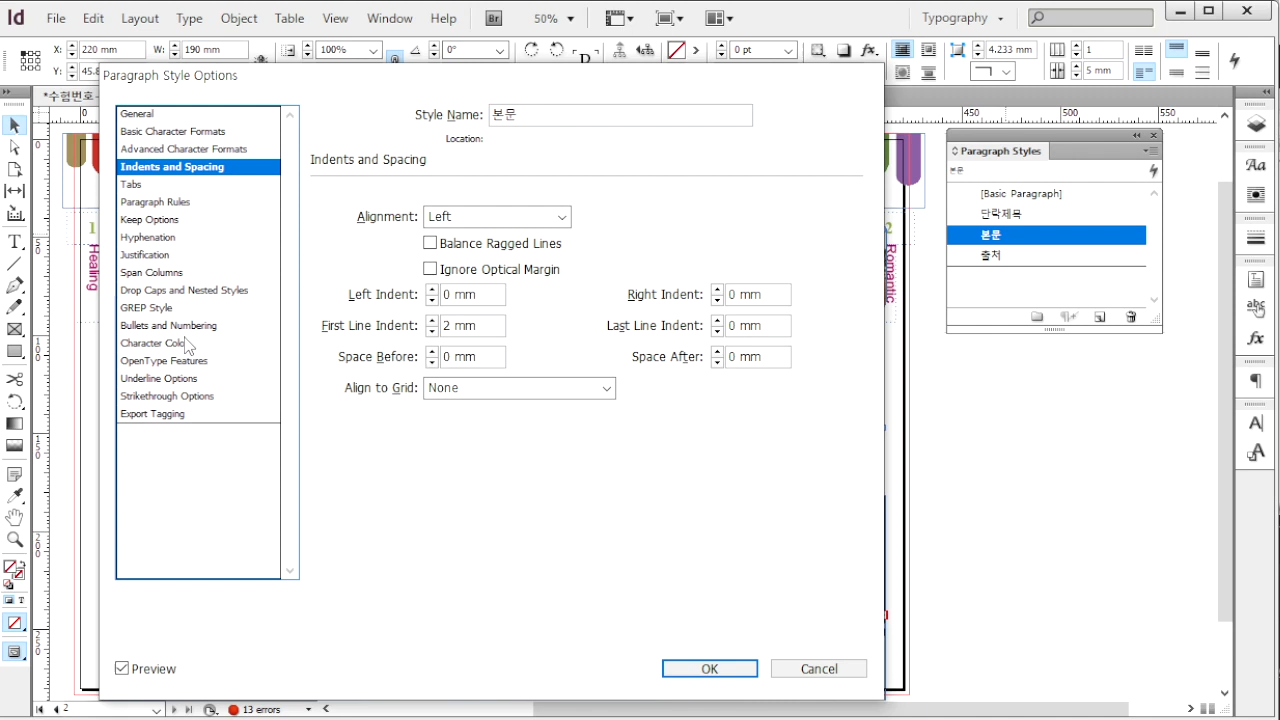 Id File Edit Layout Type Object Table View Window Help Br 50% Typography
X: 220 mm W: 190 mm 100% 0° 0 pt fx. 4.233 mm 1
Y: 5 mm
Paragraph Style Options
General
Basic Character Formats
Advanced Character Formats
Indents and Spacing
Tabs
Paragraph Rules
Keep Options
Hyphenation
Justification
Span Columns
Drop Caps and Nested Styles
GREP Style
Bullets and Numbering
OpenType Features
Underline Options
Strikethrough Options
Export Tagging
Style Name: 본문
Location:
Indents and Spacing
Alignment: Left
Balance Ragged Lines
Ignore Optical Margin
Left Indent: 0 mm Right Indent: 0 mm
First Line Indent: 2 mm Last Line Indent: 0 mm
Space Before: 0 mm Space After: 0 mm
Align to Grid: None
Preview OK Cancel
*수험번호
0 450 500 550
Healing
Romantic
Paragraph Styles
본문
[Basic Paragraph]
단락제목
본문
출처
2 13 errors